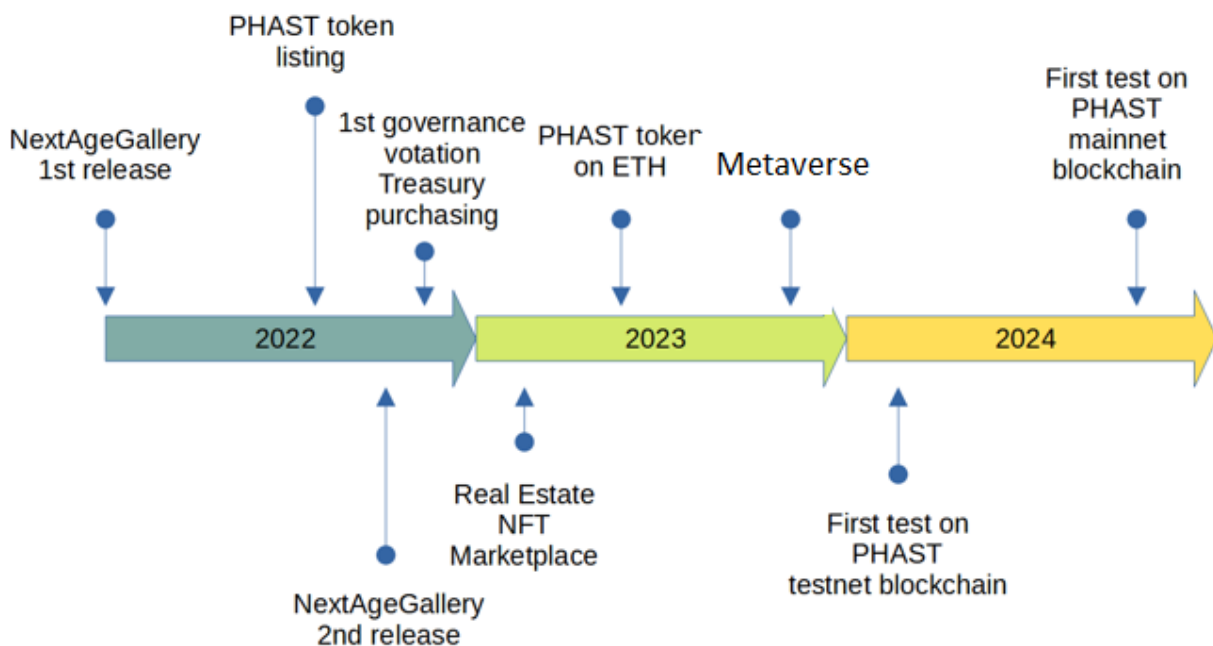 PHAST token
listing
NextAgeGallery
1st release
1st governance
votation
Treasury
purchasing
PHAST token
on ETH
Metaverse
First test on
PHAST
mainnet
blockchain
2022
2023
2024
Real Estate
NFT
Marketplace
NextAgeGallery
2nd release
First test on
PHAST
testnet blockchain